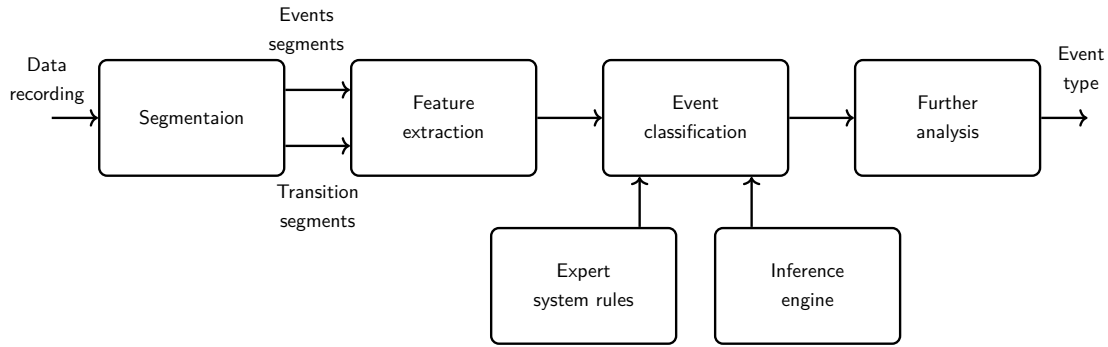 Data
recording
Segmentaion
Events
segments
Transition
segments
Feature
extraction
Event
classification
Further
analysis
Event
type
Expert
system rules
Inference
engine